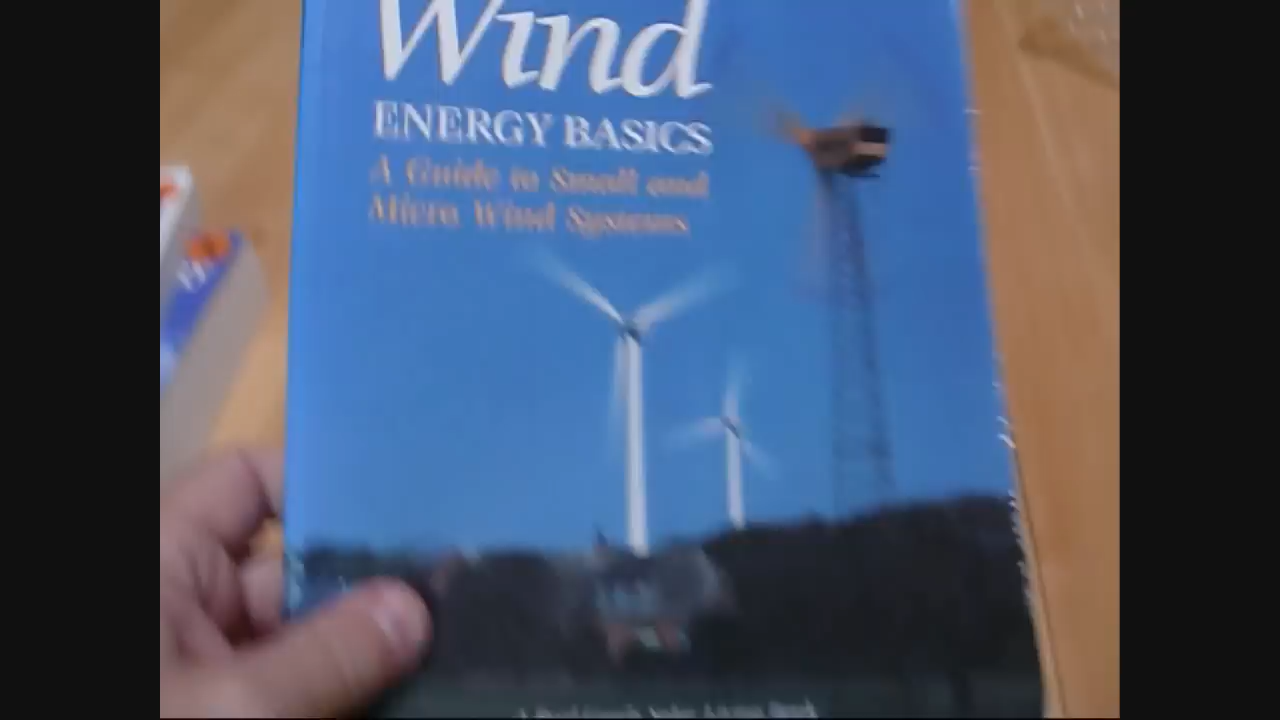 Wind
ENERGY BASICS
A Guide to Small and
Micro Wind Systems